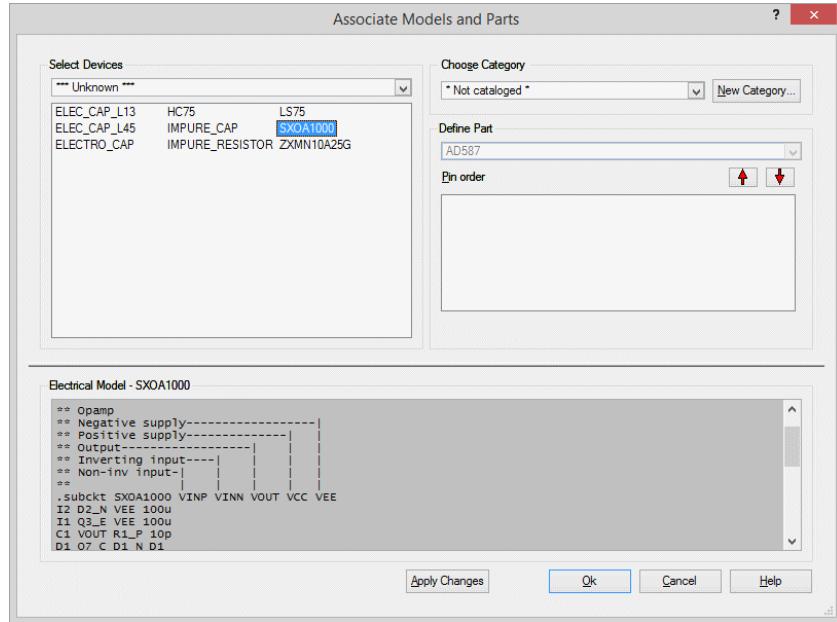 Associate Models and Parts
? ×
Select Devices
*** Unknown ***
ELEC_CAP_L13 HC75 LS75
ELEC_CAP_L45 IMPURE_CAP SXOA1000
ELECTRO_CAP IMPURE_RESISTOR ZXMN10A25G
Choose Category
* Not cataloged *
New Category...
Define Part
AD587
Pin order
Electrical Model - SXOA1000
** Opamp
** Negative supply------------------|
** Positive supply--------------| |
** Output------------------| | |
** Inverting input----| | | |
** Non-inv input-| | | | |
** | | | | |
.subckt SXOA1000 VINP VINN VOUT VCC VEE
I2 D2_N VEE 100u
I1 Q3_E VEE 100u
C1 VOUT R1_P 10p
D1 Q7_C D1_N D1
Apply Changes
Ok
Cancel
Help